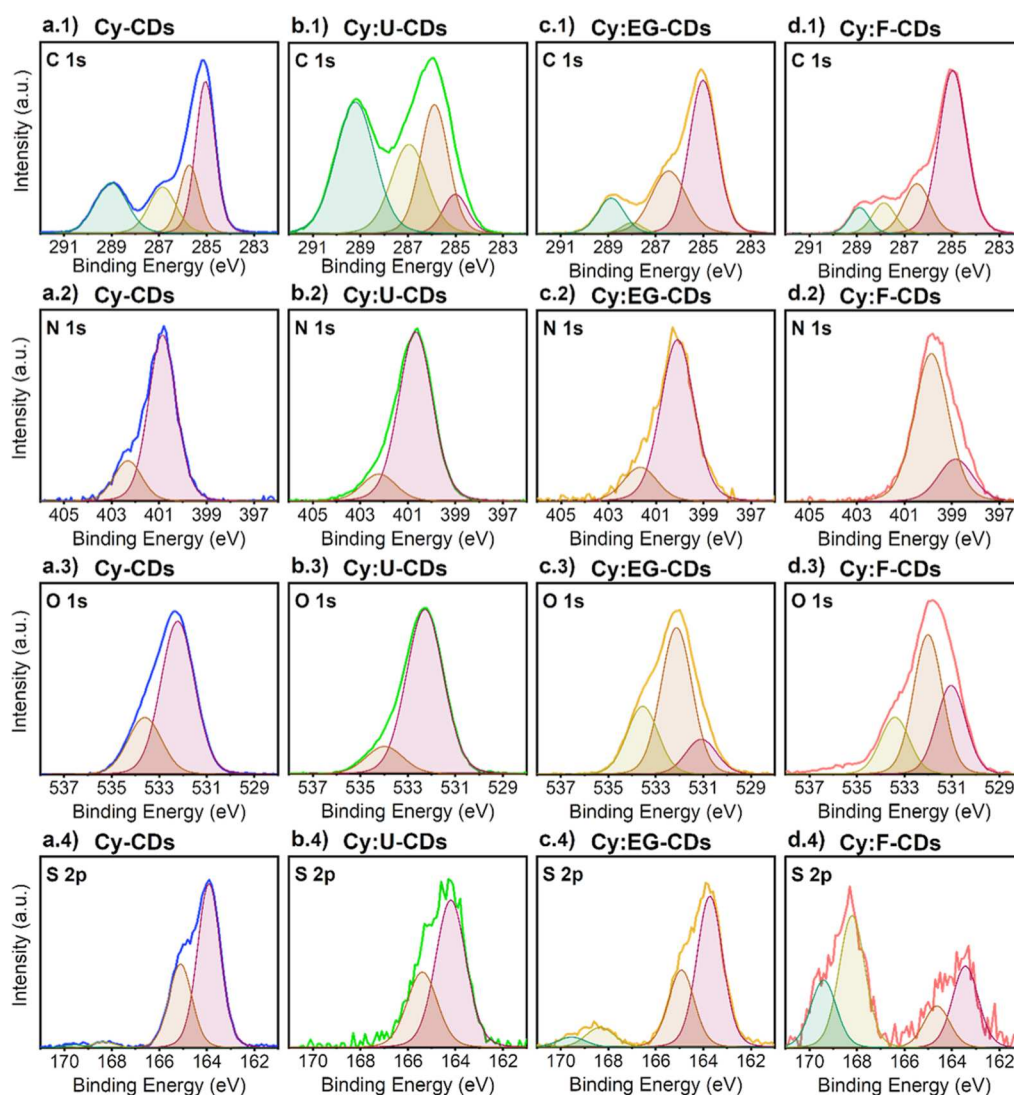 a.1) Cy-CDs b.1) Cy:U-CDs c.1) Cy:EG-CDs d.1) Cy:F-CDs
C 1s C 1s C 1s C 1s
Intensity (a.u.)
291 289 287 285 283 291 289 287 285 283 291 289 287 285 283 291 289 287 285 283
Binding Energy (eV) Binding Energy (eV) Binding Energy (eV) Binding Energy (eV)
a.2) Cy-CDs b.2) Cy:U-CDs c.2) Cy:EG-CDs d.2) Cy:F-CDs
N 1s N 1s N 1s N 1s
Intensity (a.u.)
405 403 401 399 397 405 403 401 399 397 405 403 401 399 397 405 403 401 399 397
Binding Energy (eV) Binding Energy (eV) Binding Energy (eV) Binding Energy (eV)
a.3) Cy-CDs b.3) Cy:U-CDs c.3) Cy:EG-CDs d.3) Cy:F-CDs
O 1s O 1s O 1s O 1s
Intensity (a.u.)
537 535 533 531 529 537 535 533 531 529 537 535 533 531 529 537 535 533 531 529
Binding Energy (eV) Binding Energy (eV) Binding Energy (eV) Binding Energy (eV)
a.4) Cy-CDs b.4) Cy:U-CDs c.4) Cy:EG-CDs d.4) Cy:F-CDs
S 2p S 2p S 2p S 2p
Intensity (a.u.)
170 168 166 164 162 170 168 166 164 162 170 168 166 164 162 170 168 166 164 162
Binding Energy (eV) Binding Energy (eV) Binding Energy (eV) Binding Energy (eV)